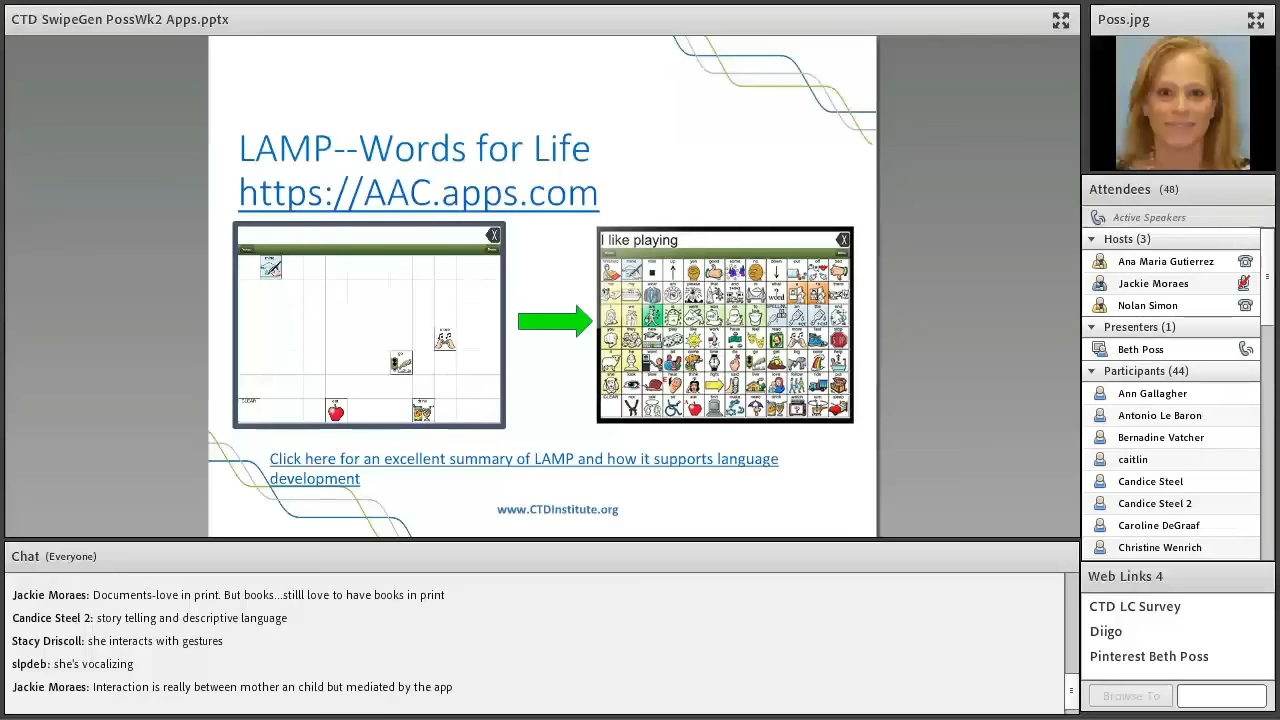 CTD SwipeGen PossWk2 Apps.pptx
LAMP--Words for Life
https://AAC.apps.com
I like playing
CLEAR
Click here for an excellent summary of LAMP and how it supports language
development
www.CTDInstitute.org
Chat (Everyone)
Jackie Moraes: Documents-love in print. But books...stilll love to have books in print
Candice Steel 2: story telling and descriptive language
Stacy Driscoll: she interacts with gestures
slpdeb: she's vocalizing
Jackie Moraes: Interaction is really between mother an child but mediated by the app
Poss.jpg
Attendees (48)
Active Speakers
Hosts (3)
Ana Maria Gutierrez
Jackie Moraes
Nolan Simon
Presenters (1)
Beth Poss
Participants (44)
Ann Gallagher
Antonio Le Baron
Bernadine Vatcher
caitlin
Candice Steel
Candice Steel 2
Caroline DeGraaf
Christine Wenrich
Web Links 4
CTD LC Survey
Diigo
Pinterest Beth Poss
Browse To